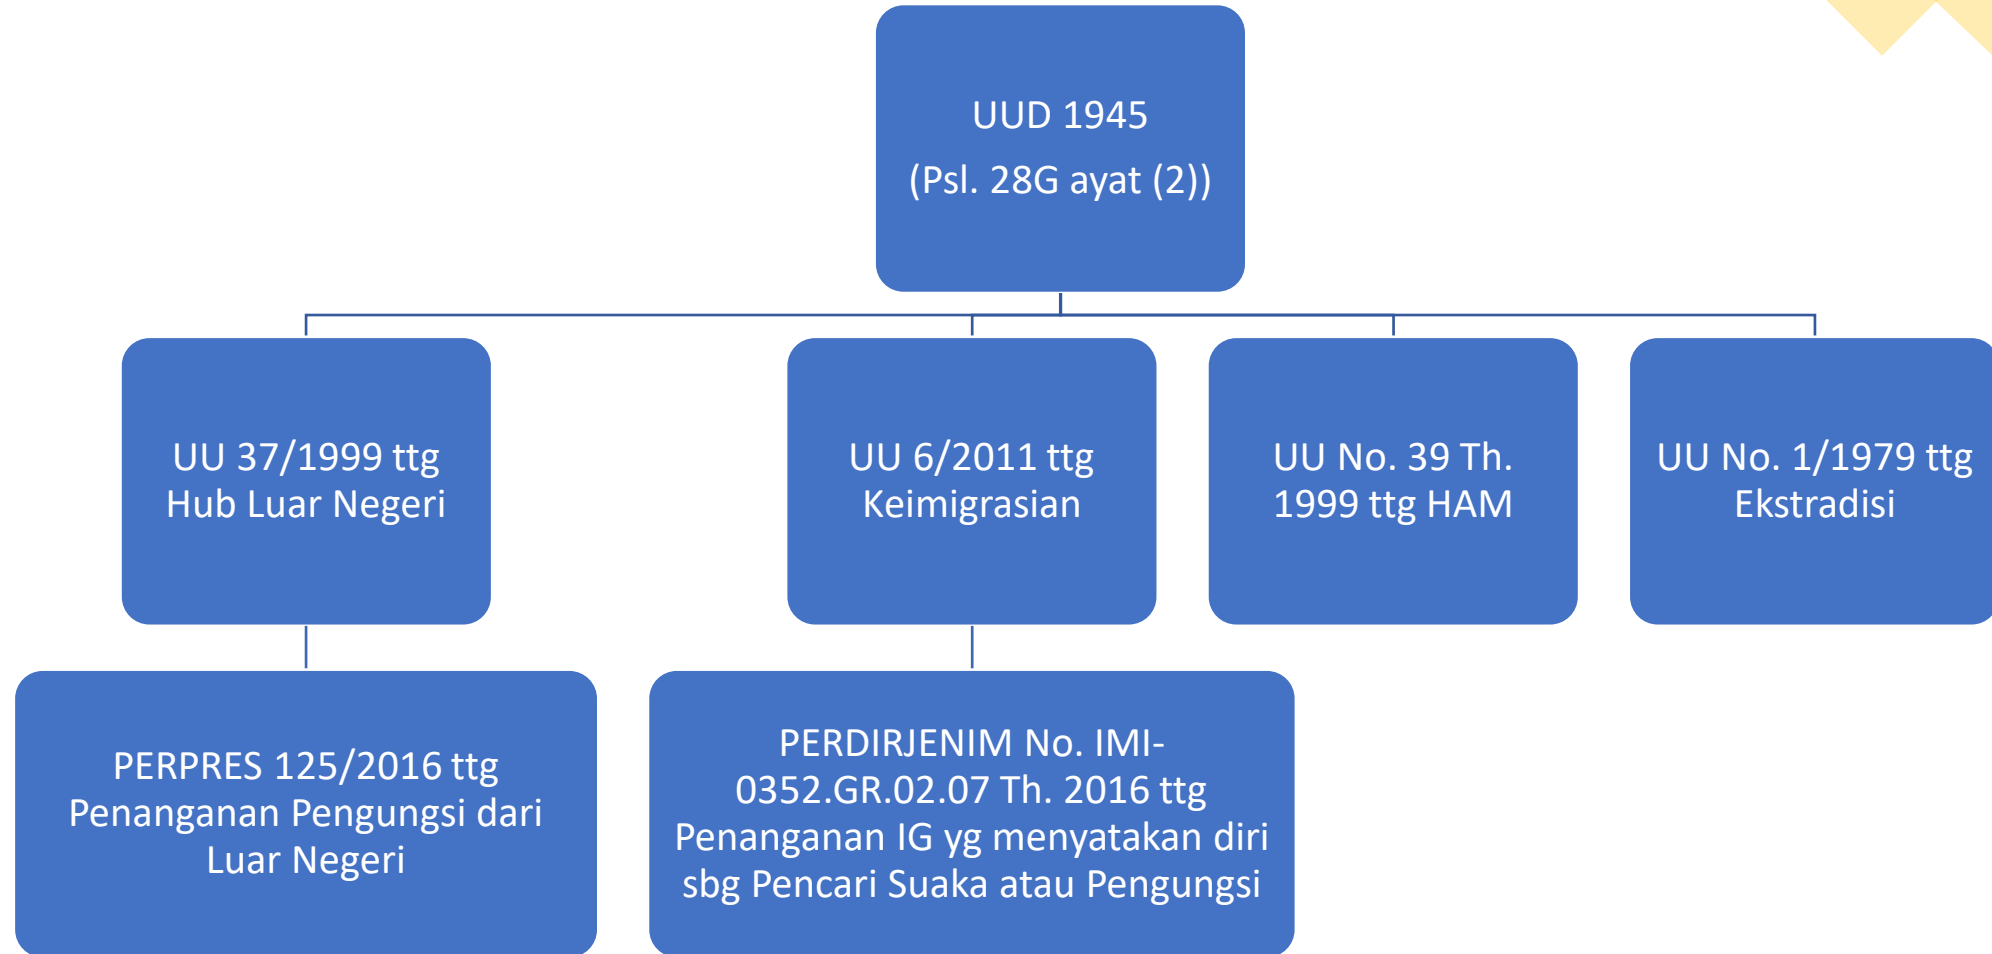 UUD 1945
(Psl. 28G ayat (2))
UU 37/1999 ttg
Hub Luar Negeri
UU 6/2011 ttg
Keimigrasian
UU No. 39 Th.
1999 ttg HAM
UU No. 1/1979 ttg
Ekstradisi
PERPRES 125/2016 ttg
Penanganan Pengungsi dari
Luar Negeri
PERDIRJENIM No. IMI-
0352.GR.02.07 Th. 2016 ttg
Penanganan IG yg menyatakan diri
sbg Pencari Suaka atau Pengungsi